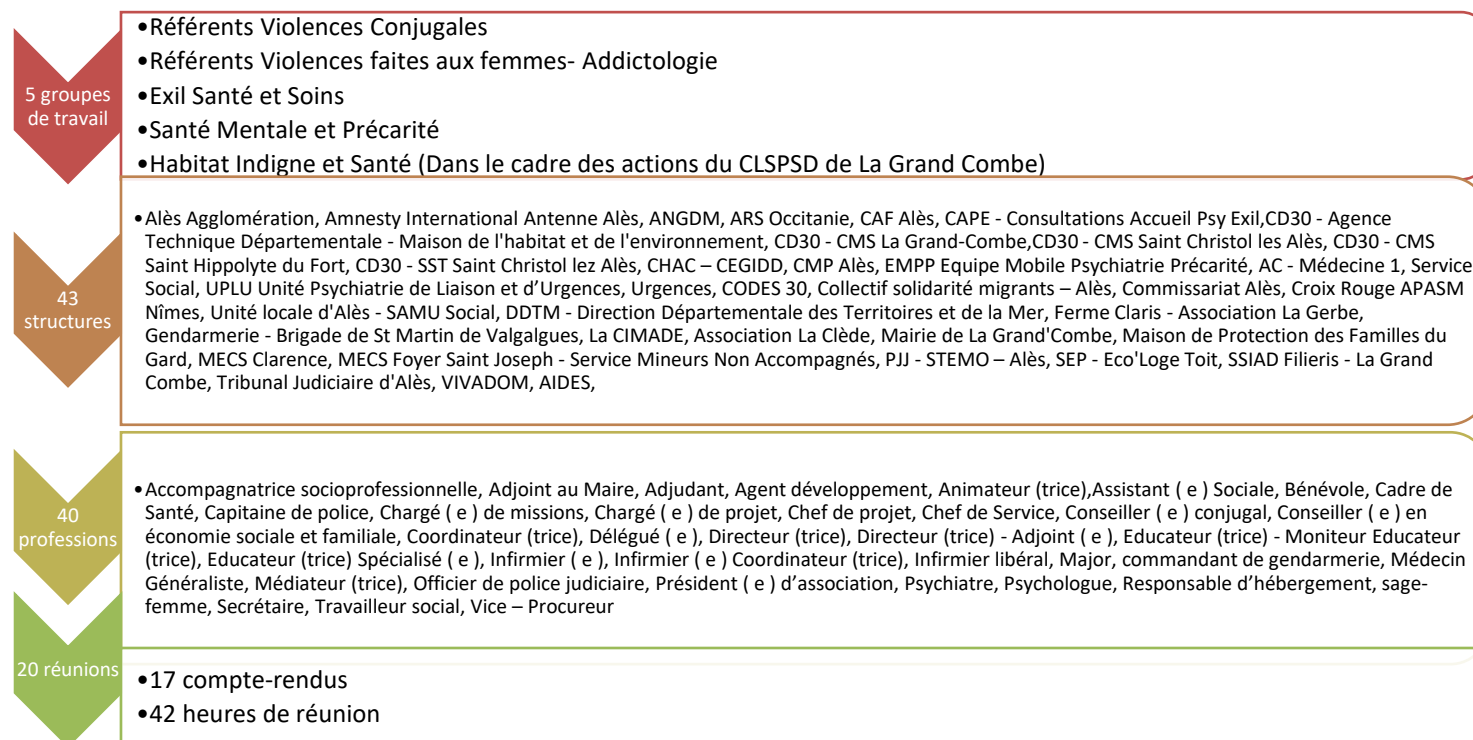 5 groupes
de travail
•Référents Violences Conjugales
•Référents Violences faites aux femmes- Addictologie
•Exil Santé et Soins
•Santé Mentale et Précarité
•Habitat Indigne et Santé (Dans le cadre des actions du CLSPSD de La Grand Combe)
43
structures
•Alès Agglomération, Amnesty International Antenne Alès, ANGDM, ARS Occitanie, CAF Alès, CAPE - Consultations Accueil Psy Exil,CD30 - Agence
Technique Départementale - Maison de l'habitat et de l'environnement, CD30 - CMS La Grand-Combe,CD30 - CMS Saint Christol les Alès, CD30 - CMS
Saint Hippolyte du Fort, CD30 - SST Saint Christol lez Alès, CHAC – CEGIDD, CMP Alès, EMPP Equipe Mobile Psychiatrie Précarité, AC - Médecine 1, Service
Social, UPLU Unité Psychiatrie de Liaison et d’Urgences, Urgences, CODES 30, Collectif solidarité migrants – Alès, Commissariat Alès, Croix Rouge APASM
Nîmes, Unité locale d'Alès - SAMU Social, DDTM - Direction Départementale des Territoires et de la Mer, Ferme Claris - Association La Gerbe,
Gendarmerie - Brigade de St Martin de Valgalgues, La CIMADE, Association La Clède, Mairie de La Grand'Combe, Maison de Protection des Familles du
Gard, MECS Clarence, MECS Foyer Saint Joseph - Service Mineurs Non Accompagnés, PJJ - STEMO – Alès, SEP - Eco'Loge Toit, SSIAD Filieris - La Grand
Combe, Tribunal Judiciaire d'Alès, VIVADOM, AIDES,
40
professions
•Accompagnatrice socioprofessionnelle, Adjoint au Maire, Adjudant, Agent développement, Animateur (trice),Assistant ( e ) Sociale, Bénévole, Cadre de
Santé, Capitaine de police, Chargé ( e ) de missions, Chargé ( e ) de projet, Chef de projet, Chef de Service, Conseiller ( e ) conjugal, Conseiller ( e ) en
économie sociale et familiale, Coordinateur (trice), Délégué ( e ), Directeur (trice), Directeur (trice) - Adjoint ( e ), Educateur (trice) - Moniteur Educateur
(trice), Educateur (trice) Spécialisé ( e ), Infirmier ( e ), Infirmier ( e ) Coordinateur (trice), Infirmier libéral, Major, commandant de gendarmerie, Médecin
Généraliste, Médiateur (trice), Officier de police judiciaire, Président ( e ) d’association, Psychiatre, Psychologue, Responsable d’hébergement, sage-
femme, Secrétaire, Travailleur social, Vice – Procureur
20 réunions
•17 compte-rendus
•42 heures de réunion